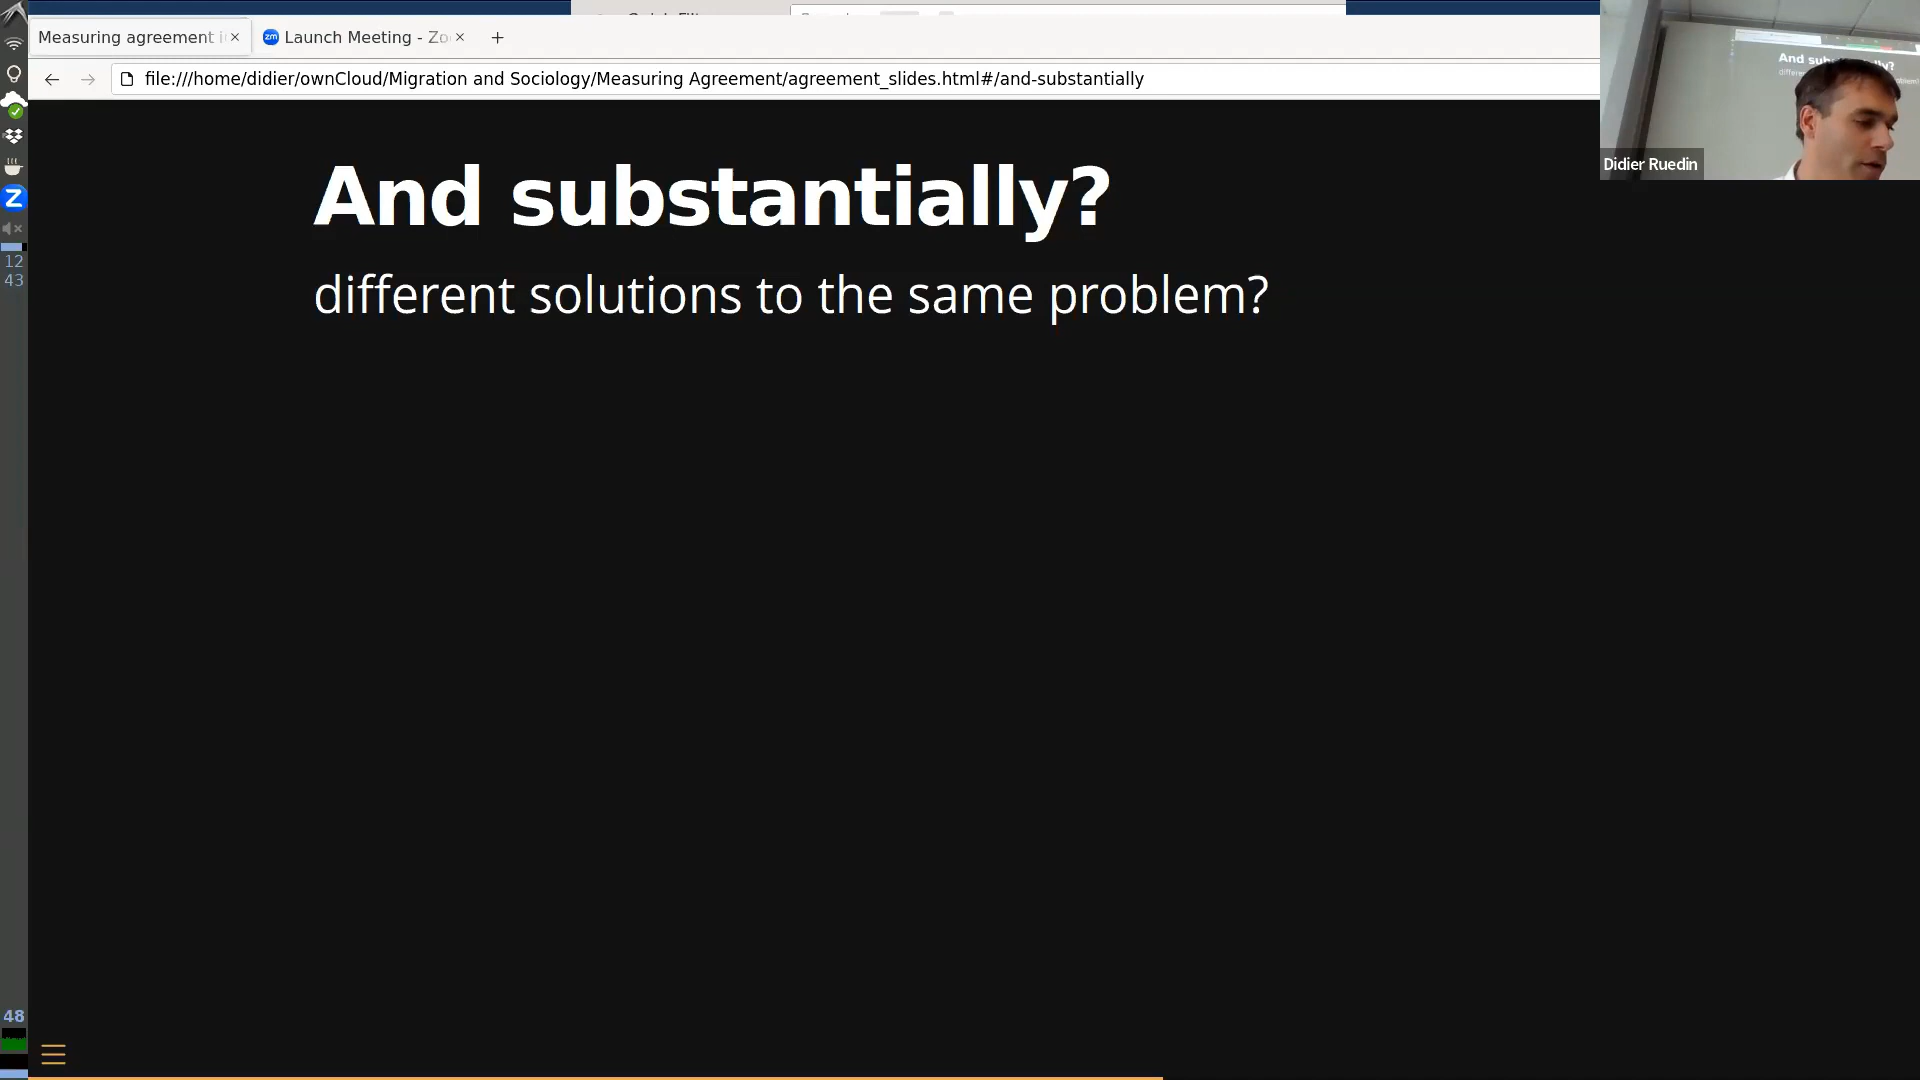 Measuring agreement i
Launch Meeting - Zo
file:///home/didier/ownCloud/Migration and Sociology/Measuring Agreement/agreement_slides.html#/and-substantially
And substantially?
different solutions to the same problem?
Didier Ruedin
zm
Z
12
43
48